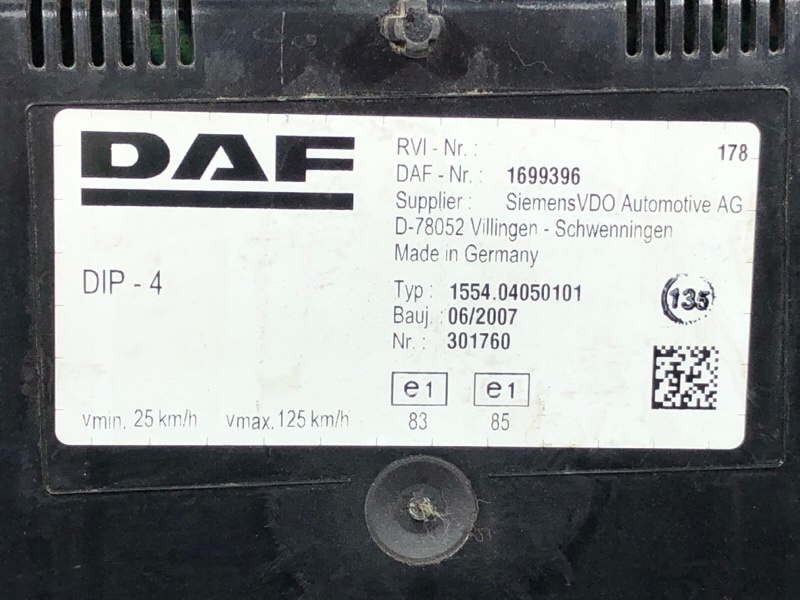 DAF
RVI - Nr. : 178
DAF - Nr. : 1699396
Supplier : SiemensVDO Automotive AG
D-78052 Villingen - Schwenningen
Made in Germany
DIP - 4
Typ : 1554.04050101
Bauj. : 06/2007
Nr. : 301760
135
e1 e1
83 85
vmin. 25 km/h vmax. 125 km/h